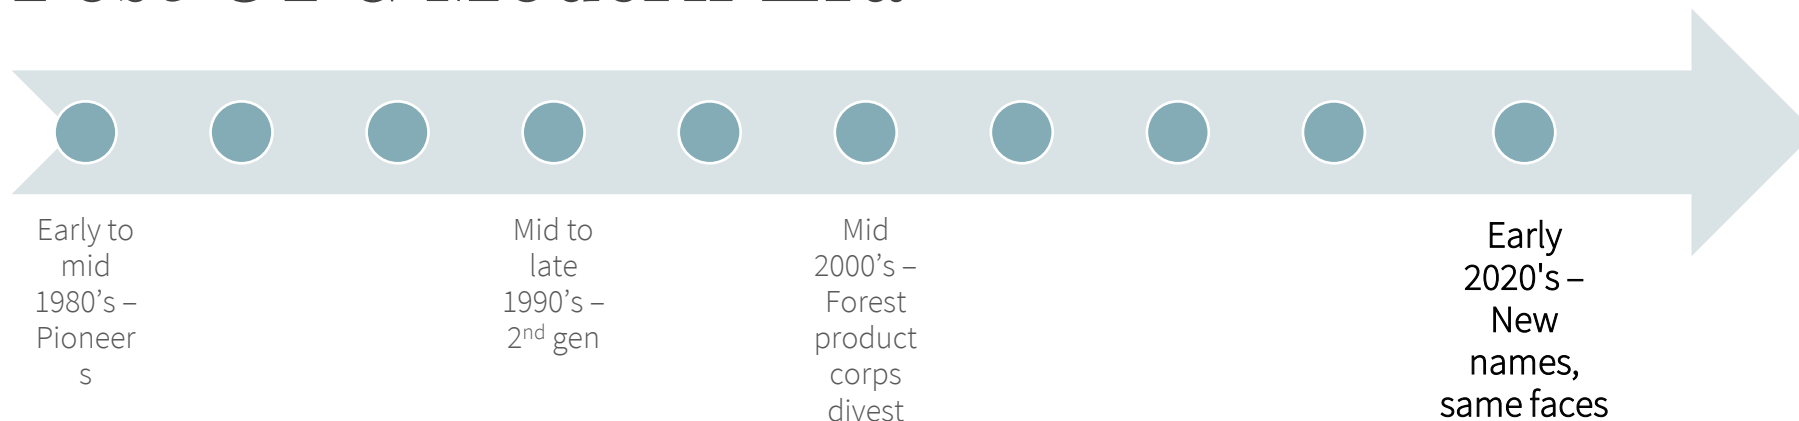 Early to
mid
1980’s –
Pioneer
s
Mid to
late
1990’s –
2nd gen
Mid
2000’s –
Forest
product
corps
divest
Early
2020's –
New
names,
same faces